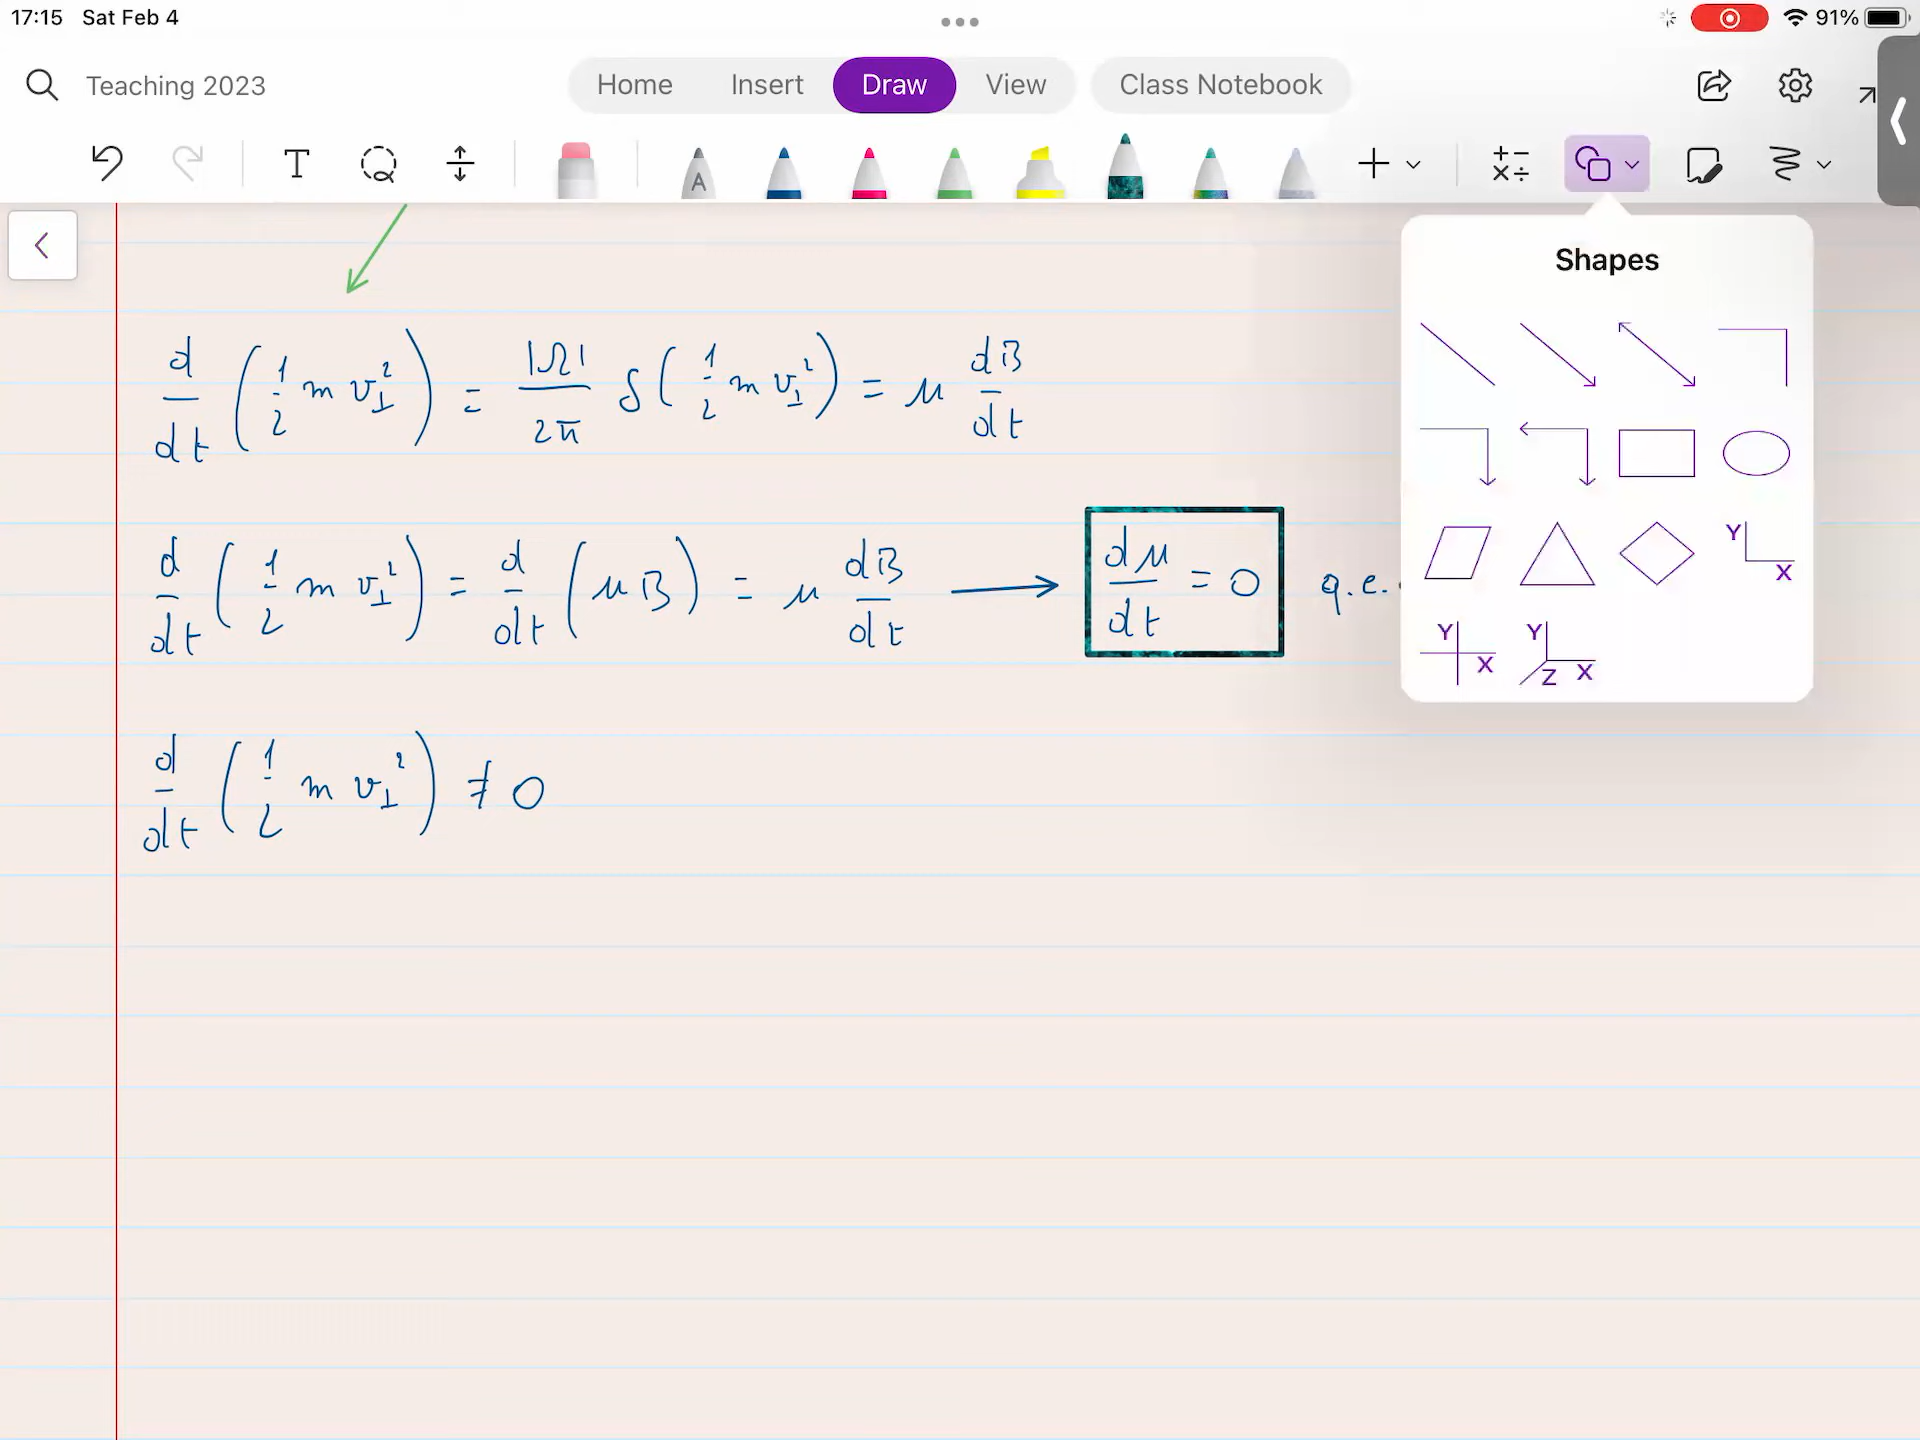 17:15 Sat Feb 4
91%
Teaching 2023
Home Insert Draw View Class Notebook
T
A
Shapes
Y X
Y X
Y Z X
d/dt (1/2 m v⊥²) = |Ω|/2π δ(1/2 m v⊥²) = μ dB/dt
d/dt (1/2 m v⊥²) = d/dt (μB) = μ dB/dt ⟶ dμ/dt = 0 q.e.
d/dt (1/2 m v⊥²) ≠ 0